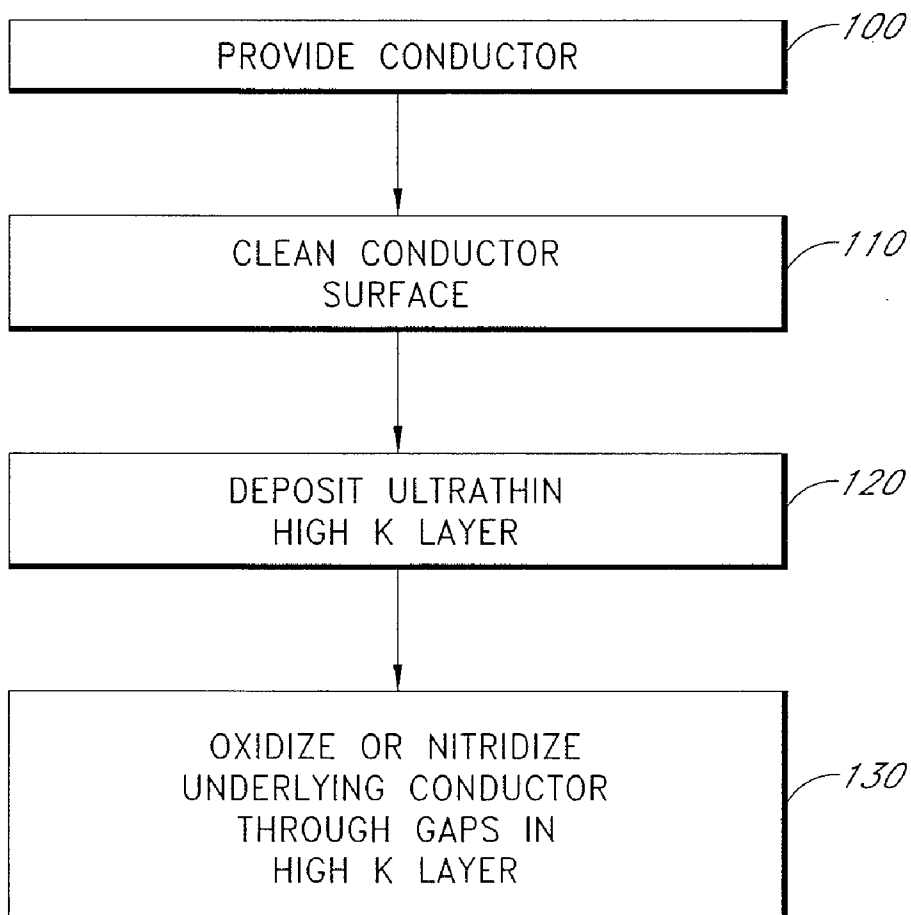 PROVIDE CONDUCTOR
100
CLEAN CONDUCTOR
SURFACE
110
DEPOSIT ULTRATHIN
HIGH K LAYER
120
OXIDIZE OR NITRIDIZE
UNDERLYING CONDUCTOR
THROUGH GAPS IN
HIGH K LAYER
130